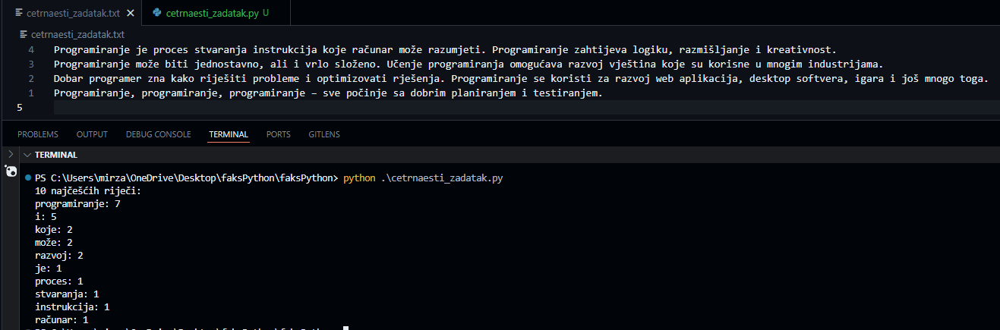 cetrnaesti_zadatak.txt cetrnaesti_zadatak.py U
cetrnaesti_zadatak.txt
4 Programiranje je proces stvaranja instrukcija koje računar može razumjeti. Programiranje zahtijeva logiku, razmišljanje i kreativnost.
3 Programiranje može biti jednostavno, ali i vrlo složeno. Učenje programiranja omogućava razvoj vještina koje su korisne u mnogim industrijama.
2 Dobar programer zna kako riješiti probleme i optimizovati rješenja. Programiranje se koristi za razvoj web aplikacija, desktop softvera, igara i još mnogo toga.
1 Programiranje, programiranje, programiranje – sve počinje sa dobrim planiranjem i testiranjem.
5
PROBLEMS OUTPUT DEBUG CONSOLE TERMINAL PORTS GITLENS
TERMINAL
PS C:\Users\mirza\OneDrive\Desktop\faksPython\faksPython> python .\cetrnaesti_zadatak.py
10 najčešćih riječi:
programiranje: 7
i: 5
koje: 2
može: 2
razvoj: 2
je: 1
proces: 1
stvaranja: 1
instrukcija: 1
računar: 1